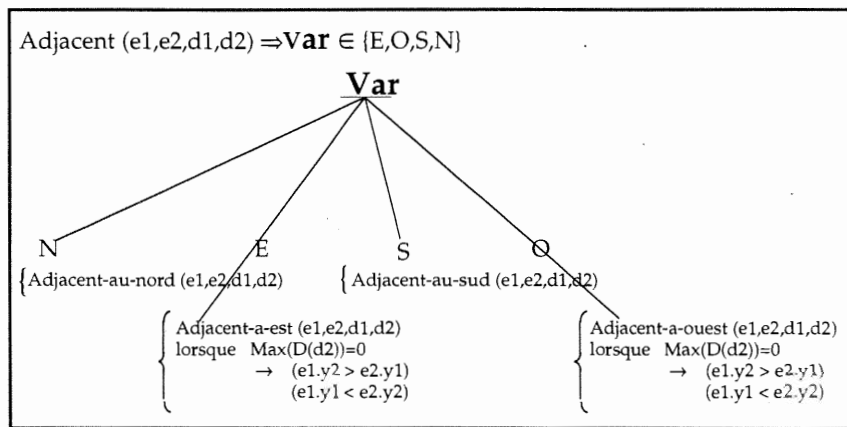 Adjacent (e1,e2,d1,d2) ⇒Var ∈ {E,O,S,N}
Var
N E S O
{Adjacent-au-nord (e1,e2,d1,d2) {Adjacent-au-sud (e1,e2,d1,d2)
Adjacent-a-est (e1,e2,d1,d2)
lorsque Max(D(d2))=0
→ (e1.y2 > e2.y1)
(e1.y1 < e2.y2)
Adjacent-a-ouest (e1,e2,d1,d2)
lorsque Max(D(d2))=0
→ (e1.y2 > e2.y1)
(e1.y1 < e2.y2)